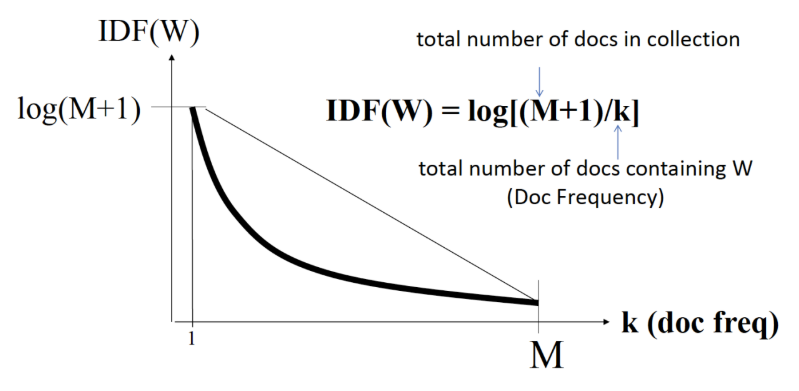 IDF(W)
total number of docs in collection
log(M+1)
IDF(W) = log[(M+1)/k]
total number of docs containing W
(Doc Frequency)
k (doc freq)
1
M